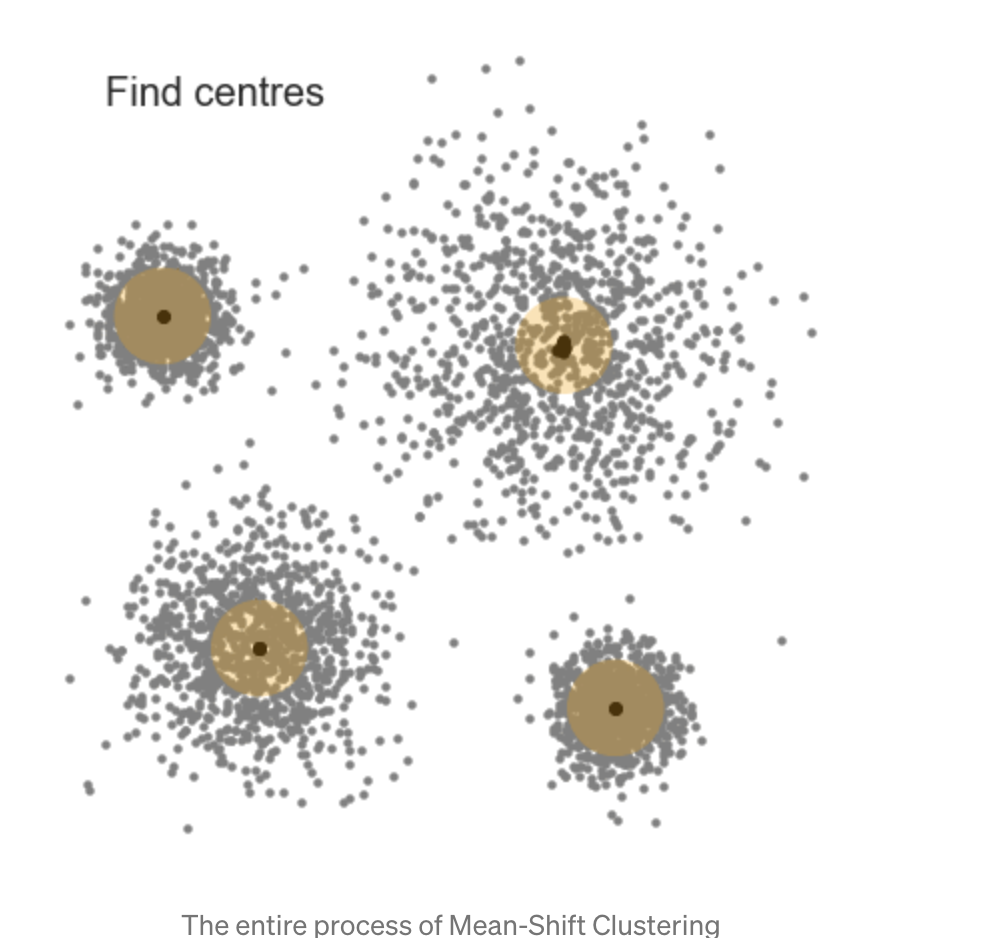 Find centres
The entire process of Mean-Shift Clustering